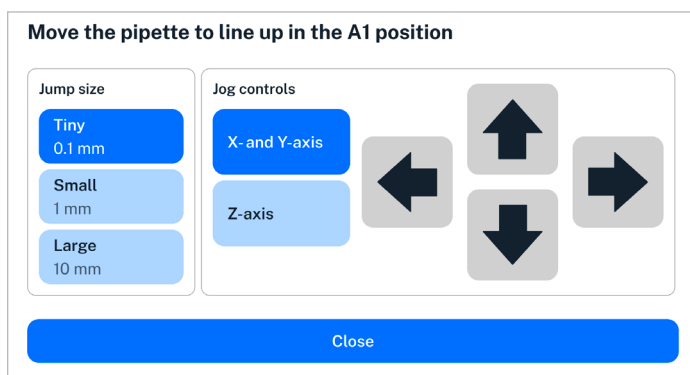 Move the pipette to line up in the A1 position
Jump size
Tiny
0.1 mm
Small
1 mm
Large
10 mm
Jog controls
X- and Y-axis
Z-axis
Close